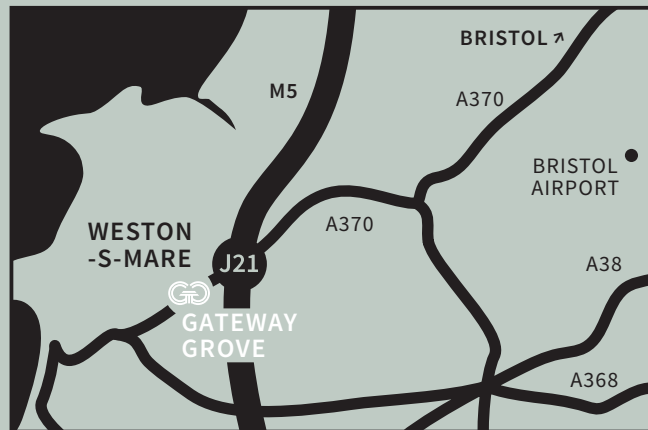 BRISTOL
M5
A370
BRISTOL
AIRPORT
A370
WESTON
-S-MARE
J21
A38
GATEWAY
GROVE
A368